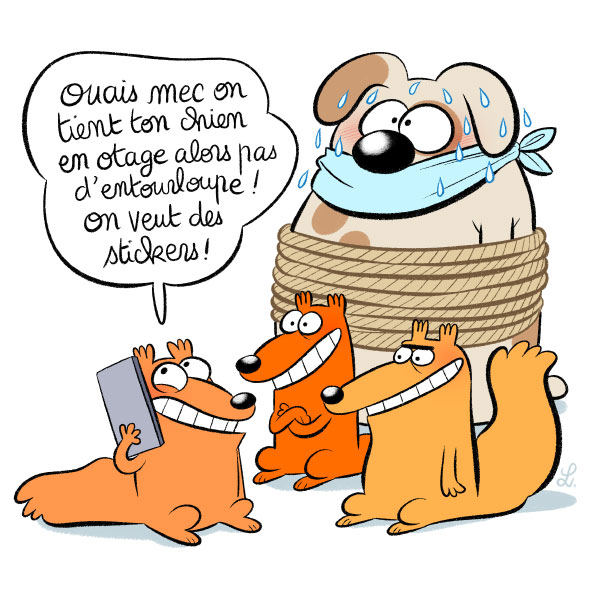 Ouais mec on
tient ton chien
en otage alors pas
d'entourloupe !
on veut des
stickers !
L.